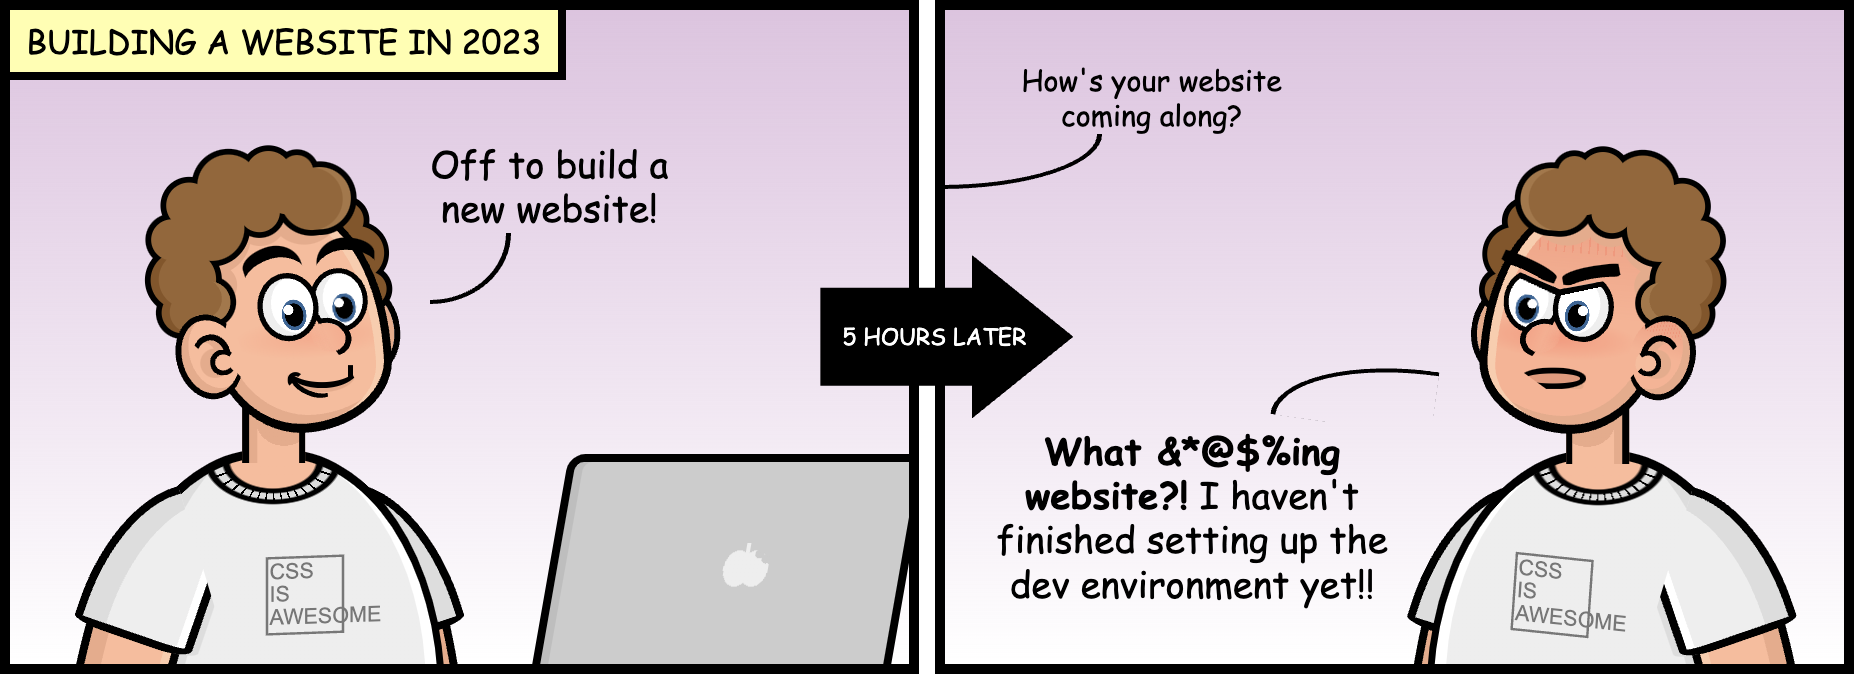 BUILDING A WEBSITE IN 2023
Off to build a
new website!
CSS
IS
AWESOME
5 HOURS LATER
How's your website
coming along?
What &*@$%ing
website?! I haven't
finished setting up the
dev environment yet!!
CSS
IS
AWESOME